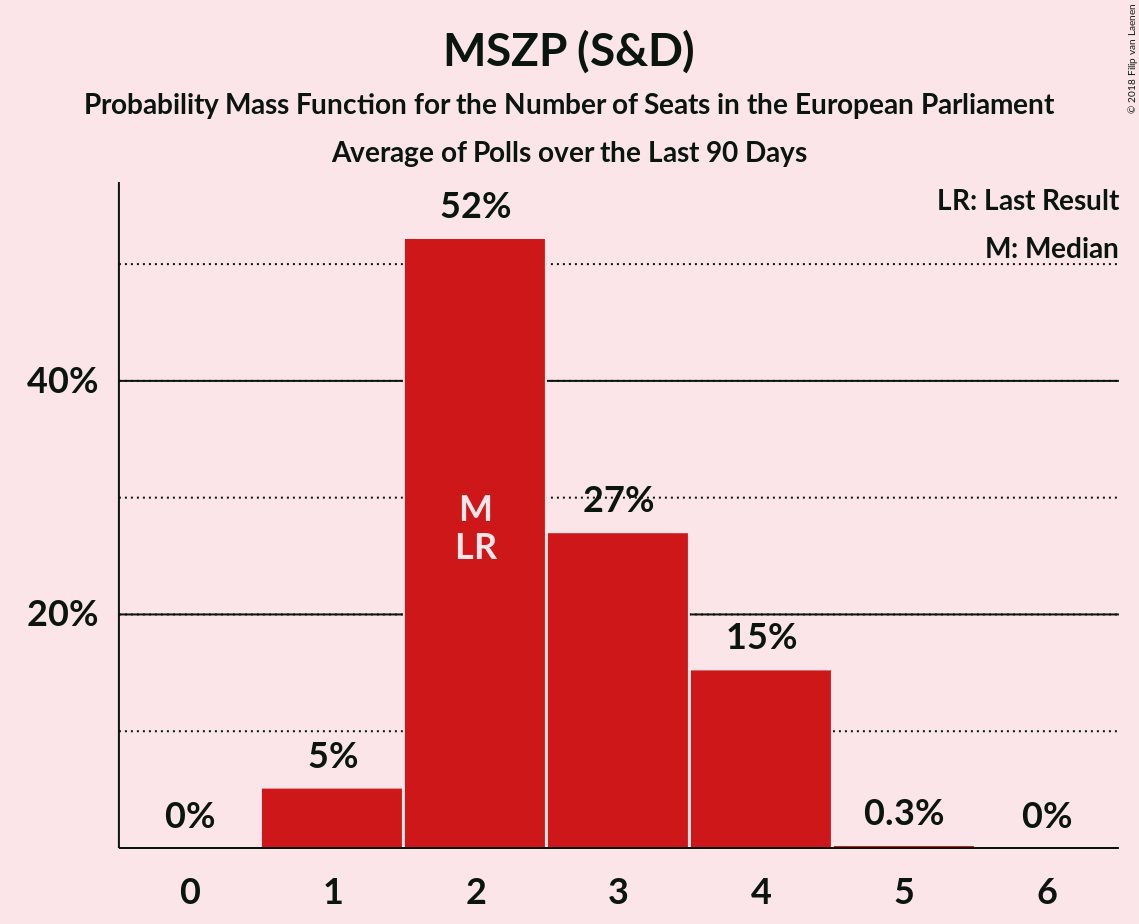 MSZP (S&D)
Probability Mass Function for the Number of Seats in the European Parliament
Average of Polls over the Last 90 Days
© 2018 Filip van Laenen
LR: Last Result
M: Median
52%
40%
M
LR
27%
20%
15%
5%
0%
0.3%
0%
0 1 2 3 4 5 6